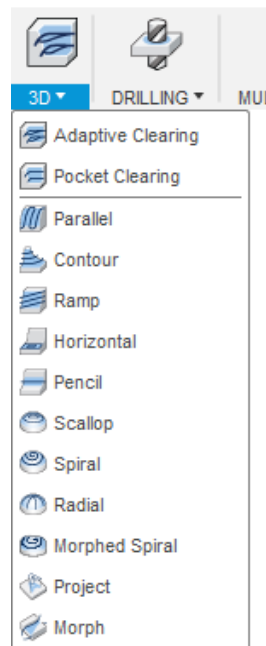 3D DRILLING
Adaptive Clearing
Pocket Clearing
Parallel
Contour
Ramp
Horizontal
Pencil
Scallop
Spiral
Radial
Morphed Spiral
Project
Morph